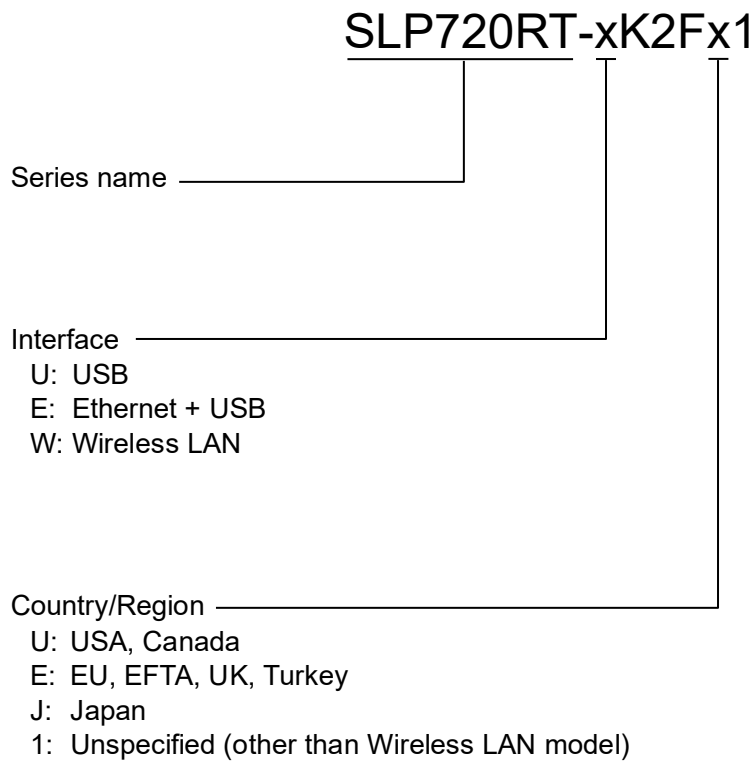 SLP720RT-xK2Fx1
Series name
Interface
U: USB
E: Ethernet + USB
W: Wireless LAN
Country/Region
U: USA, Canada
E: EU, EFTA, UK, Turkey
J: Japan
1: Unspecified (other than Wireless LAN model)